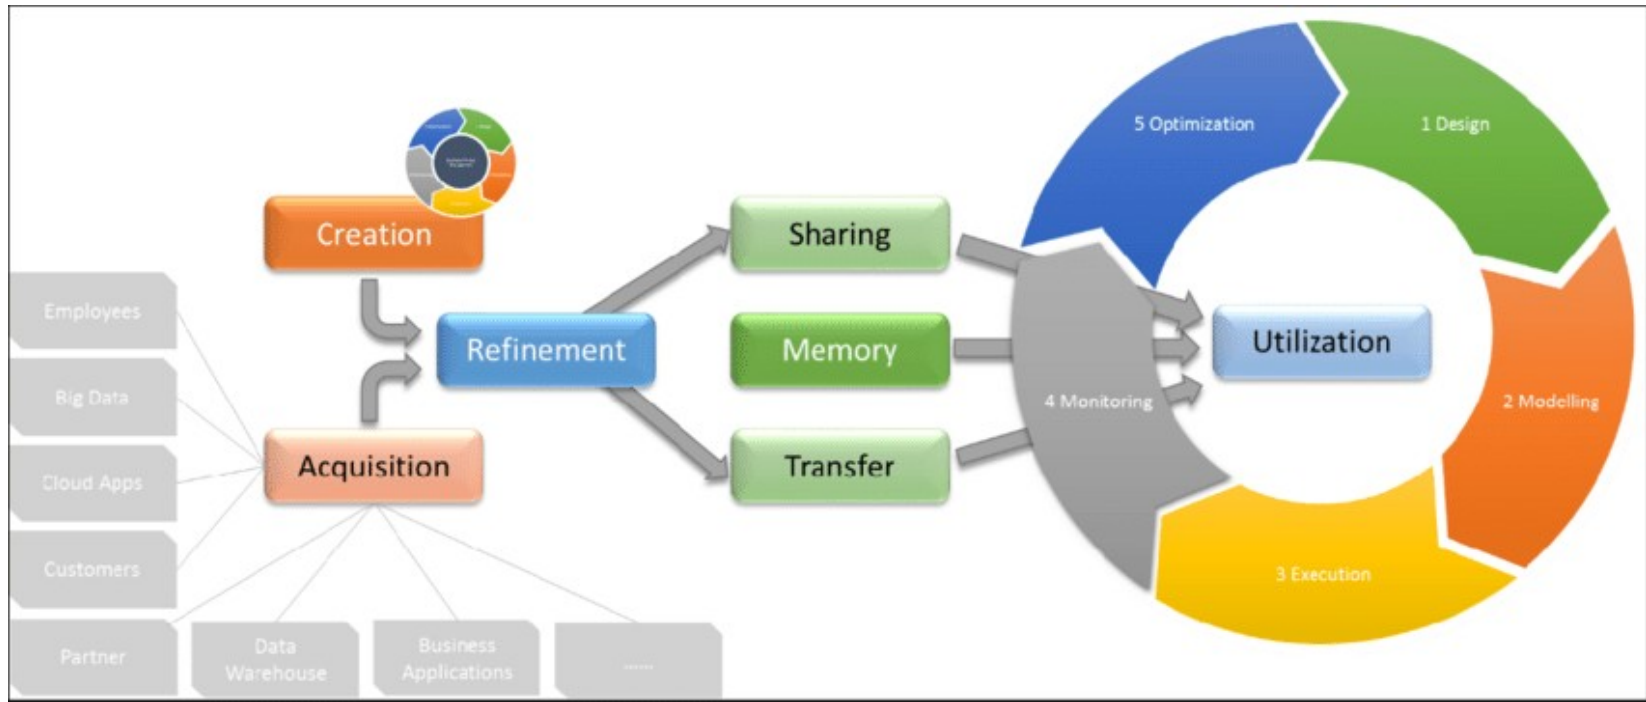 5 Optimization
1 Design
Creation
Sharing
Employees
Refinement
Memory
Utilization
Big Data
4 Monitoring
2 Modelling
Acquisition
Transfer
Cloud Apps
Customers
3 Execution
Partner
Data
Warehouse
Business
Applications
......